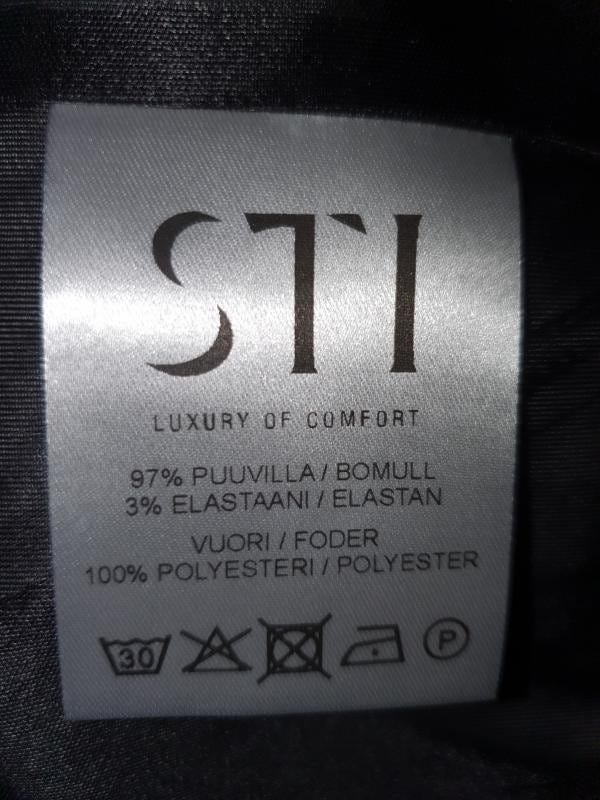 STI
LUXURY OF COMFORT
97% PUUVILLA / BOMULL
3% ELASTAANI / ELASTAN
VUORI / FODER
100% POLYESTERI / POLYESTER
30 P